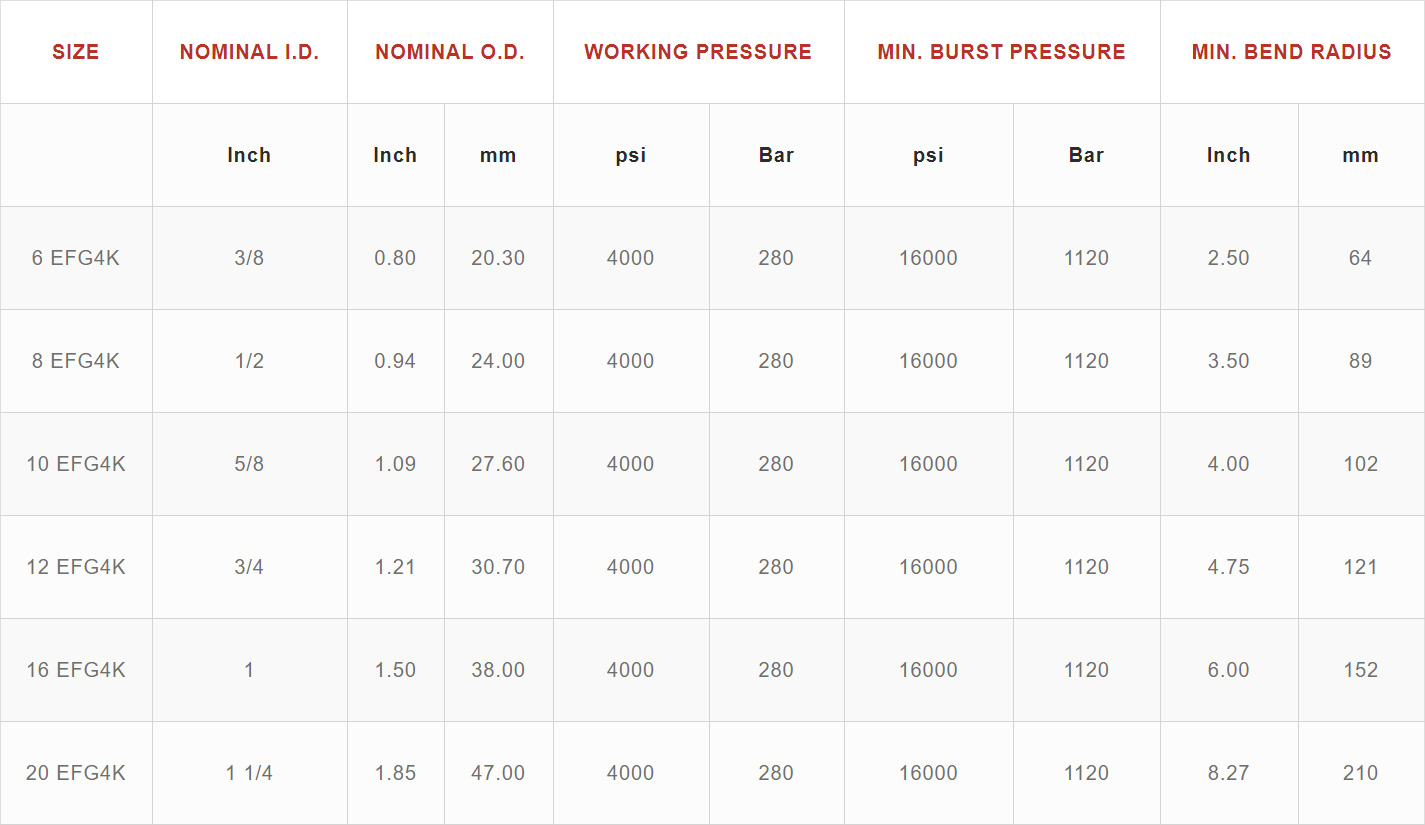 SIZE NOMINAL I.D. NOMINAL O.D. WORKING PRESSURE MIN. BURST PRESSURE MIN. BEND RADIUS
Inch Inch mm psi Bar psi Bar Inch mm
6 EFG4K 3/8 0.80 20.30 4000 280 16000 1120 2.50 64
8 EFG4K 1/2 0.94 24.00 4000 280 16000 1120 3.50 89
10 EFG4K 5/8 1.09 27.60 4000 280 16000 1120 4.00 102
12 EFG4K 3/4 1.21 30.70 4000 280 16000 1120 4.75 121
16 EFG4K 1 1.50 38.00 4000 280 16000 1120 6.00 152
20 EFG4K 1 1/4 1.85 47.00 4000 280 16000 1120 8.27 210